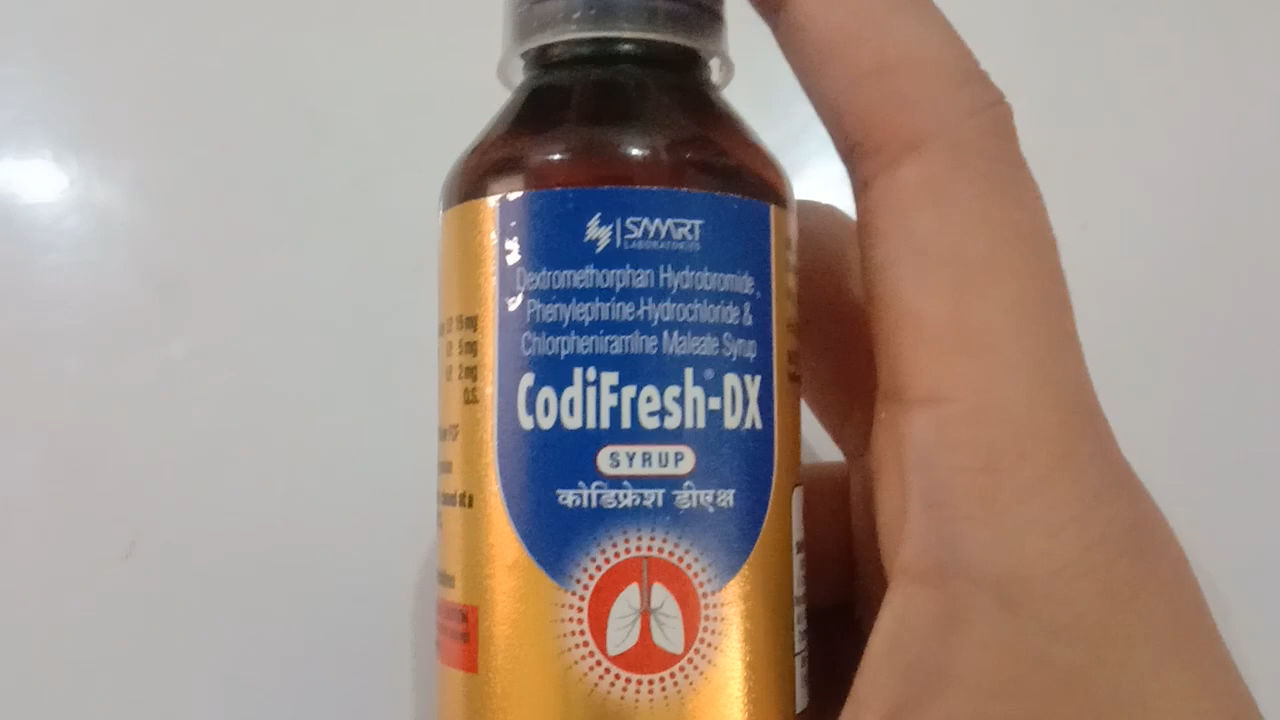 SMART
LABORATORIES
Dextromethorphan Hydrobromide,
Phenylephrine Hydrochloride &
Chlorpheniramine Maleate Syrup
CodiFresh®-DX
SYRUP
कोडिफ्रेश डीएक्ष
15 mg
5 mg
2 mg
Q.S.